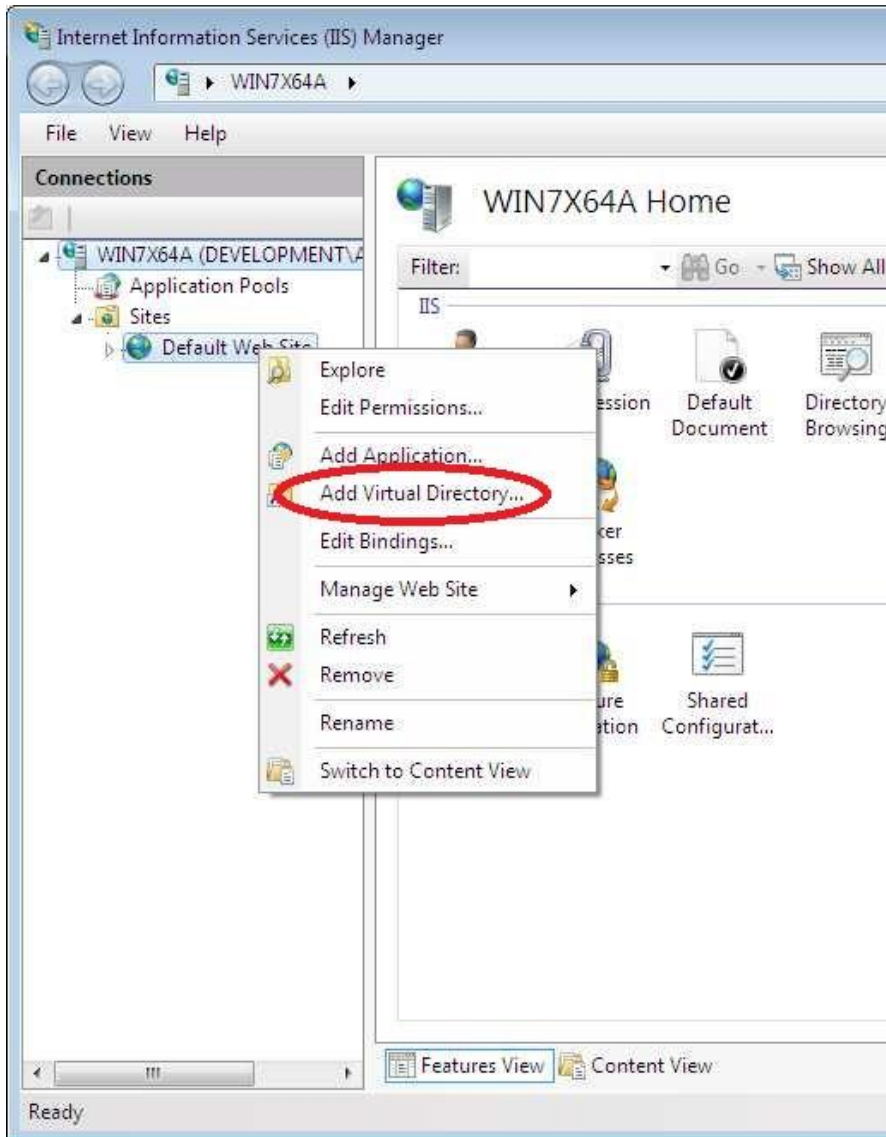 Internet Information Services (IIS) Manager
WIN7X64A
File View Help
Connections
WIN7X64A (DEVELOPMENT\A
Application Pools
Sites
Default Web Site
WIN7X64A Home
Filter: Go Show All
IIS
Default Document
Directory Browsing
Shared Configurat...
Explore
Edit Permissions...
Add Application...
Add Virtual Directory...
Edit Bindings...
Manage Web Site
Refresh
Remove
Rename
Switch to Content View
Features View Content View
Ready